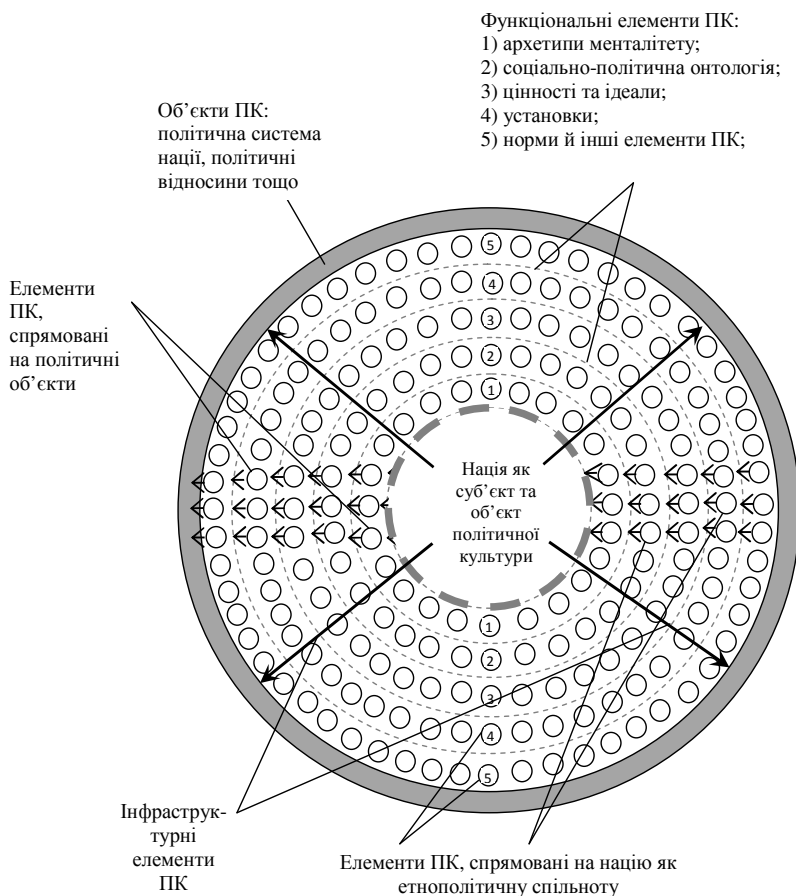 Функціональні елементи ПК:
1) архетипи менталітету;
2) соціально-політична онтологія;
3) цінності та ідеали;
4) установки;
5) норми й інші елементи ПК;
Об’єкти ПК:
політична система
нації, політичні
відносини тощо
Елементи
ПК,
спрямовані
на політичні
об’єкти
5
4
3
2
1
Нація як
суб’єкт та
об’єкт
політичної
культури
1
2
3
4
5
Інфраструк-
турні
елементи
ПК
Елементи ПК, спрямовані на націю як
етнополітичну спільноту